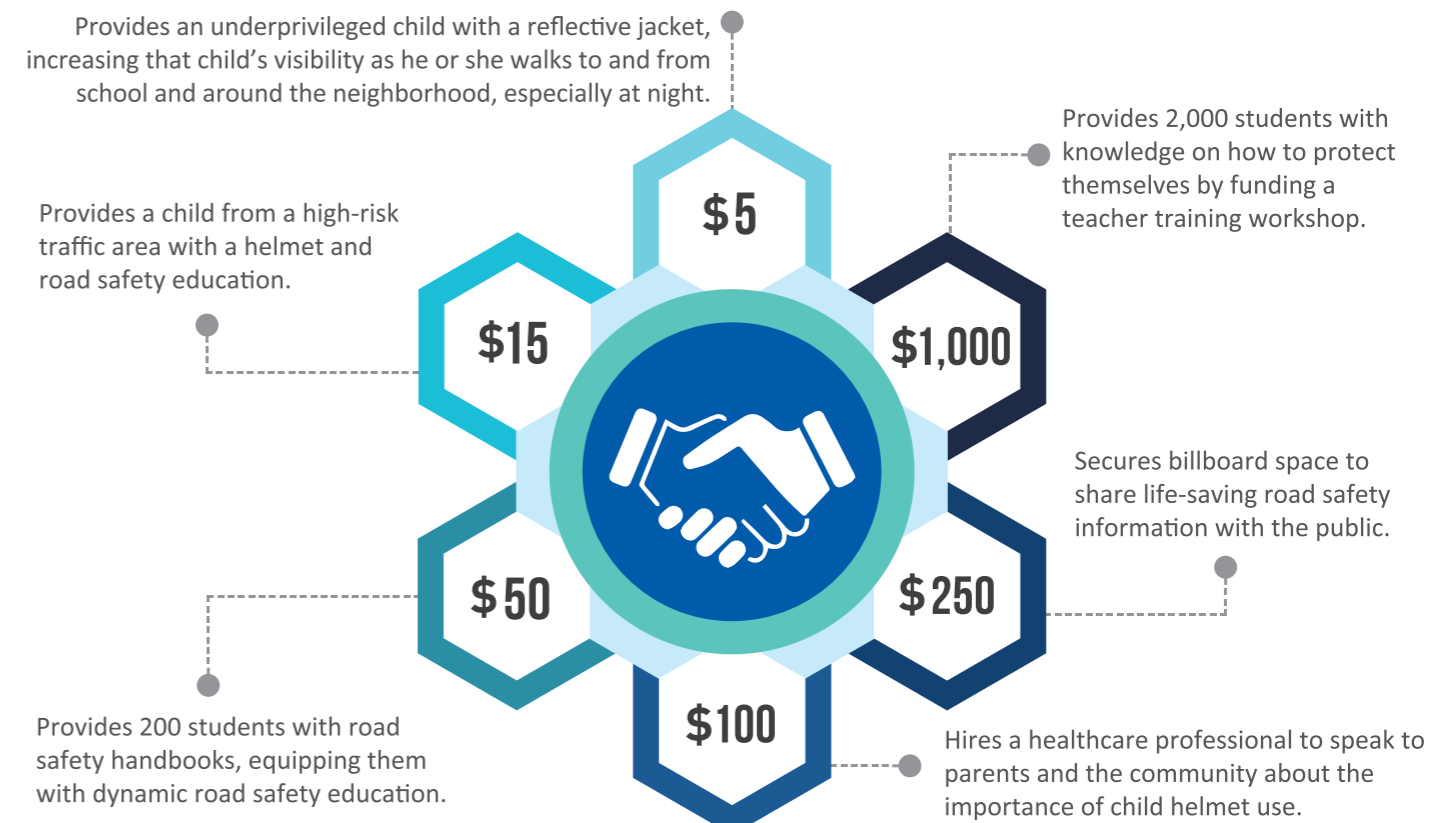 Provides an underprivileged child with a reflective jacket,
increasing that child’s visibility as he or she walks to and from
school and around the neighborhood, especially at night.
$5
Provides 2,000 students with
knowledge on how to protect
themselves by funding a
teacher training workshop.
$1,000
Provides a child from a high-risk
traffic area with a helmet and
road safety education.
$15
Secures billboard space to
share life-saving road safety
information with the public.
$250
$50
Provides 200 students with road
safety handbooks, equipping them
with dynamic road safety education.
$100
Hires a healthcare professional to speak to
parents and the community about the
importance of child helmet use.